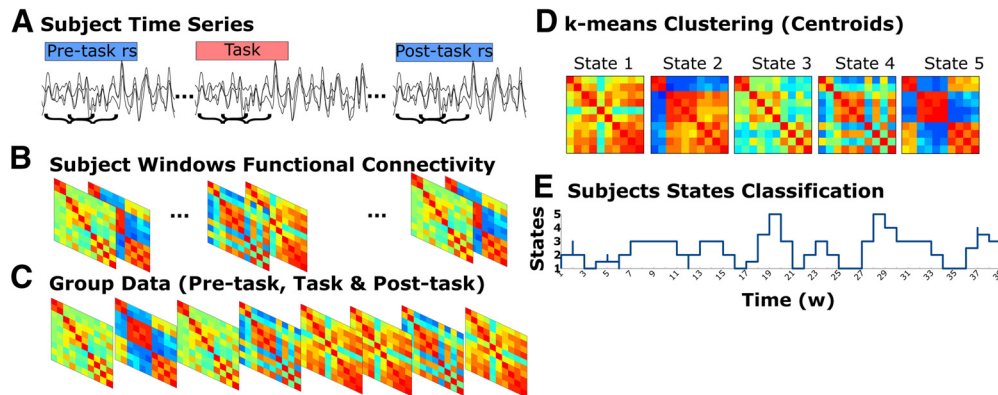 A Subject Time Series
Pre-task rs
Task
Post-task rs
... ...
B Subject Windows Functional Connectivity
... ...
C Group Data (Pre-task, Task & Post-task)
D k-means Clustering (Centroids)
State 1 State 2 State 3 State 4 State 5
E Subjects States Classification
States
5
4
3
2
1
1 3 5 7 9 11 13 15 17 19 21 23 25 27 29 31 33 35 37
Time (w)